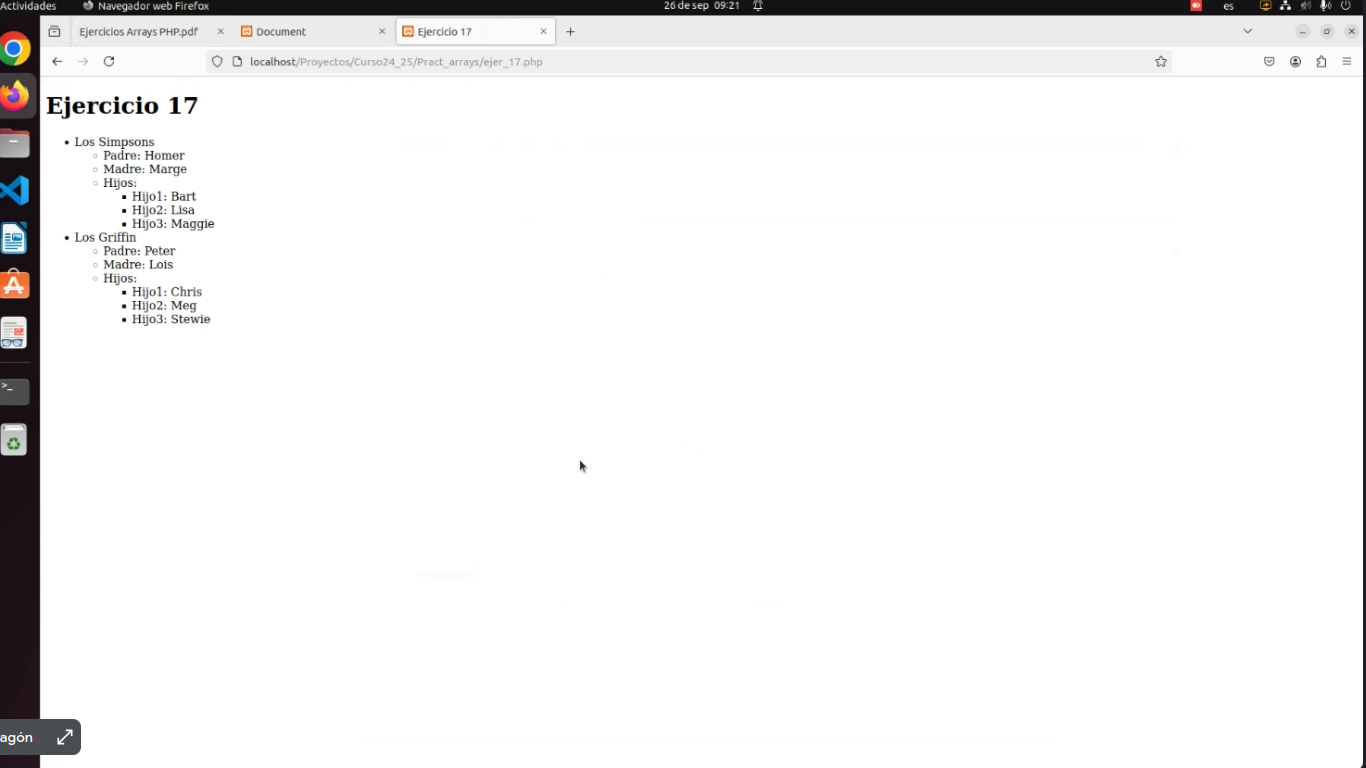 Actividades
Navegador web Firefox
26 de sep 09:21
es
Ejercicios Arrays PHP.pdf
Document
Ejercicio 17
localhost/Proyectos/Curso24_25/Pract_arrays/ejer_17.php
Ejercicio 17
Los Simpsons
Padre: Homer
Madre: Marge
Hijos:
Hijo1: Bart
Hijo2: Lisa
Hijo3: Maggie
Los Griffin
Padre: Peter
Madre: Lois
Hijos:
Hijo1: Chris
Hijo2: Meg
Hijo3: Stewie
agón